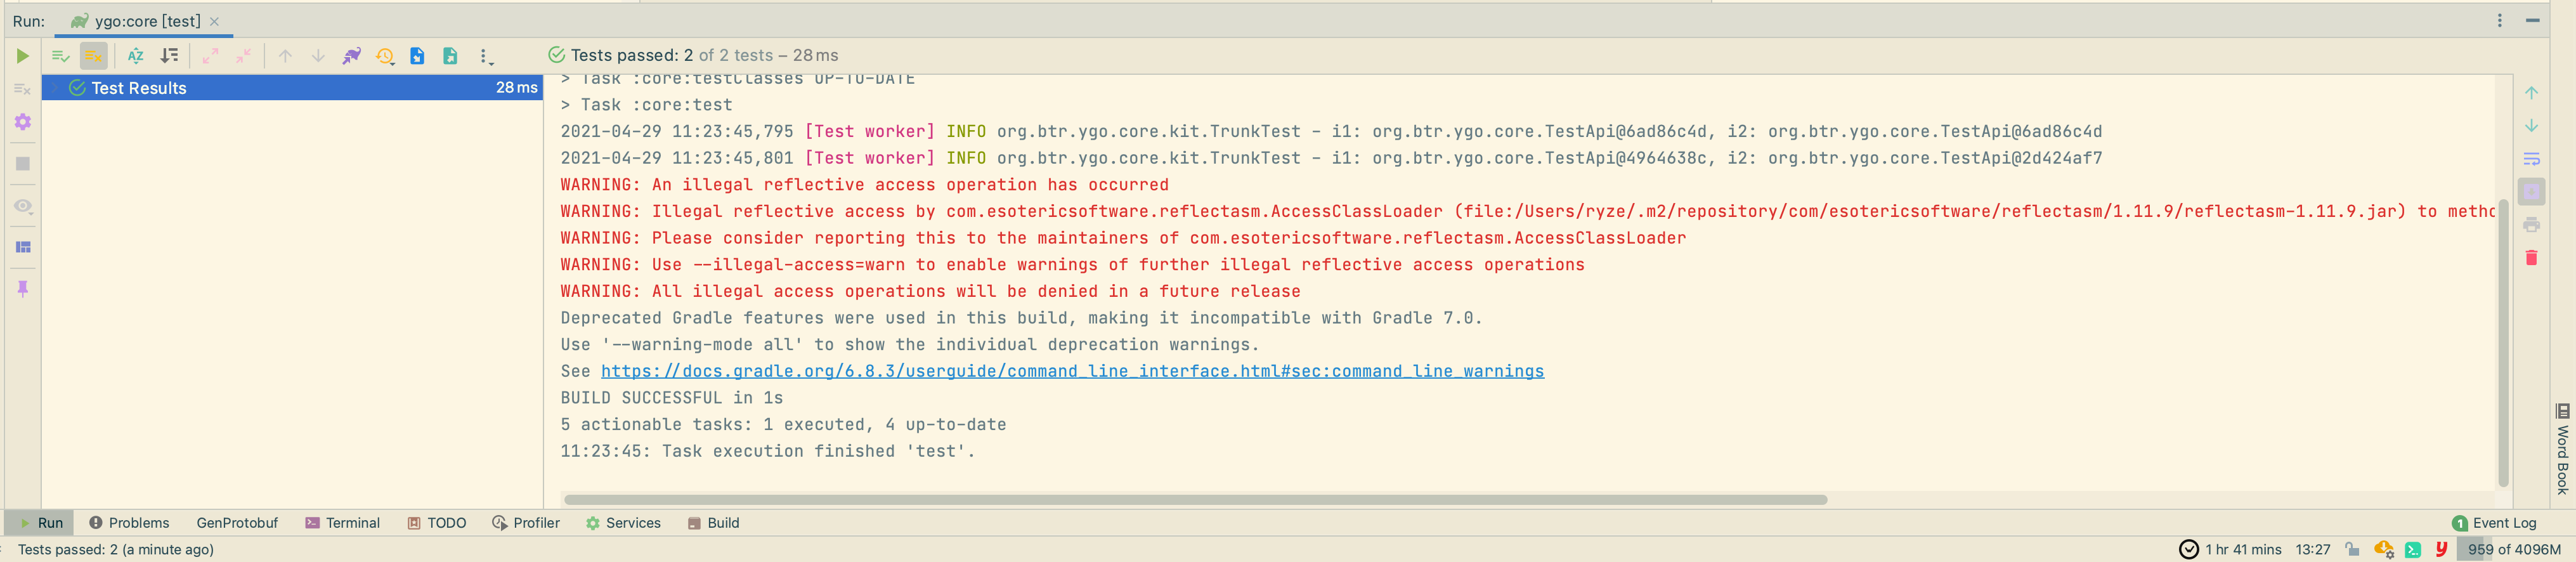 Run: ygo:core [test] ×
Tests passed: 2 of 2 tests – 28 ms
Test Results 28 ms
> Task :core:testClasses UP-TO-DATE
> Task :core:test
2021-04-29 11:23:45,795 [Test worker] INFO org.btr.ygo.core.kit.TrunkTest - i1: org.btr.ygo.core.TestApi@6ad86c4d, i2: org.btr.ygo.core.TestApi@6ad86c4d
2021-04-29 11:23:45,801 [Test worker] INFO org.btr.ygo.core.kit.TrunkTest - i1: org.btr.ygo.core.TestApi@4964638c, i2: org.btr.ygo.core.TestApi@2d424af7
WARNING: An illegal reflective access operation has occurred
WARNING: Illegal reflective access by com.esotericsoftware.reflectasm.AccessClassLoader (file:/Users/ryze/.m2/repository/com/esotericsoftware/reflectasm/1.11.9/reflectasm-1.11.9.jar) to metho
WARNING: Please consider reporting this to the maintainers of com.esotericsoftware.reflectasm.AccessClassLoader
WARNING: Use --illegal-access=warn to enable warnings of further illegal reflective access operations
WARNING: All illegal access operations will be denied in a future release
Deprecated Gradle features were used in this build, making it incompatible with Gradle 7.0.
Use '--warning-mode all' to show the individual deprecation warnings.
See https://docs.gradle.org/6.8.3/userguide/command_line_interface.html#sec:command_line_warnings
BUILD SUCCESSFUL in 1s
5 actionable tasks: 1 executed, 4 up-to-date
11:23:45: Task execution finished 'test'.
Word Book
Run Problems GenProtobuf Terminal TODO Profiler Services Build 1 Event Log
Tests passed: 2 (a minute ago) 1 hr 41 mins 13:27 959 of 4096M